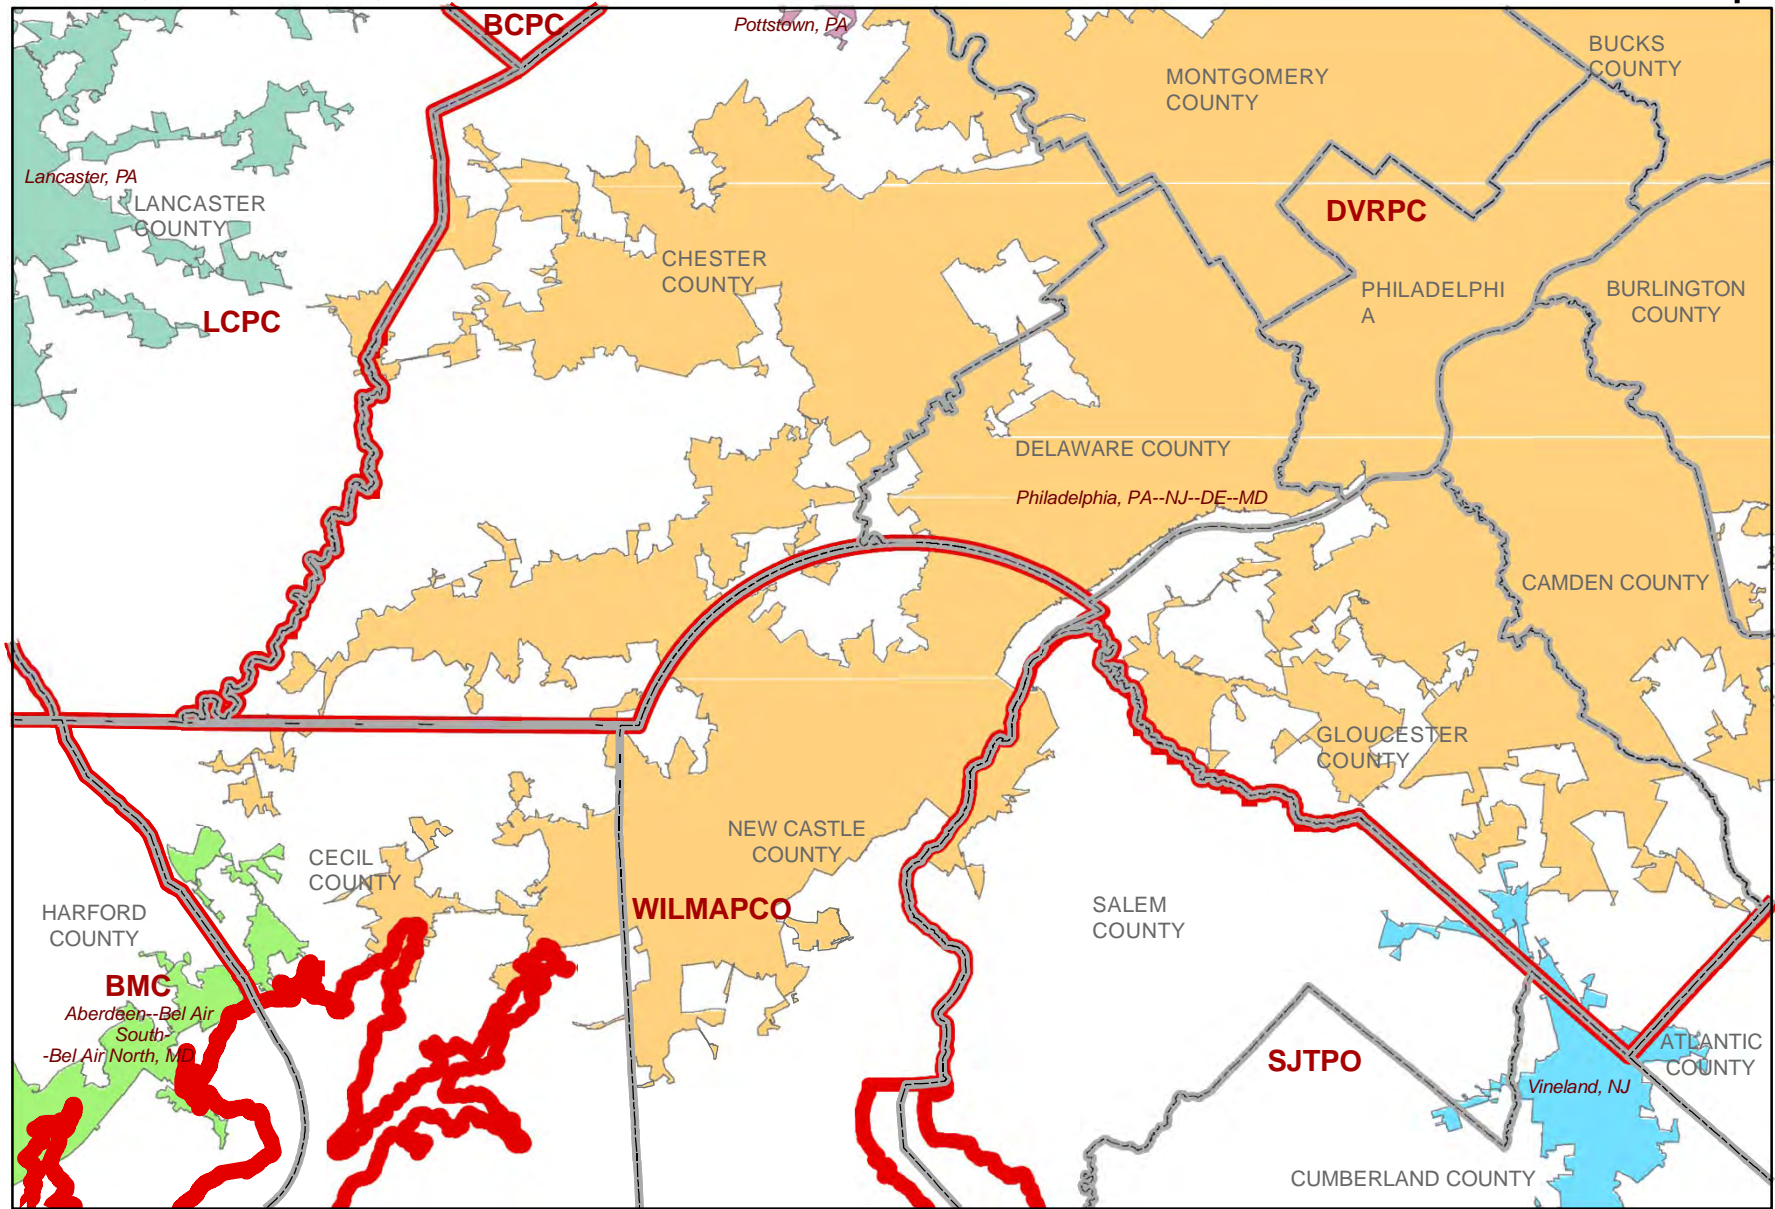 BCPC
Pottstown, PA
BUCKS
COUNTY
MONTGOMERY
COUNTY
Lancaster, PA
LANCASTER
COUNTY
DVRPC
CHESTER
COUNTY
PHILADELPHI
A
BURLINGTON
COUNTY
LCPC
DELAWARE COUNTY
Philadelphia, PA--NJ--DE--MD
CAMDEN COUNTY
GLOUCESTER
COUNTY
NEW CASTLE
COUNTY
CECIL
COUNTY
WILMAPCO
HARFORD
COUNTY
SALEM
COUNTY
BMC
Aberdeen--Bel Air
South-
-Bel Air North, MD
SJTPO
ATLANTIC
COUNTY
Vineland, NJ
CUMBERLAND COUNTY